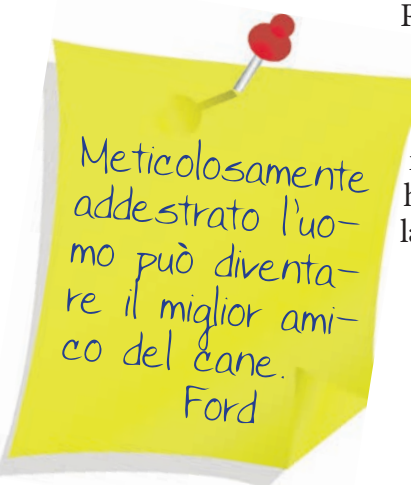 Meticolosamente
addestrato l'uo-
mo può diventa-
re il miglior ami-
co del cane.
Ford